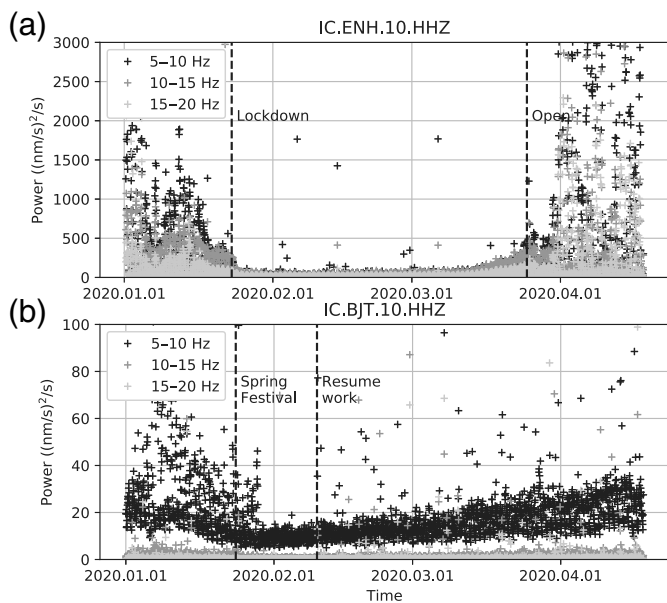 (a)
IC.ENH.10.HHZ
3000
2500
2000
1500
1000
500
0
Power ((nm/s)²/s)
5–10 Hz
10–15 Hz
15–20 Hz
Lockdown
Open
2020.01.01
2020.02.01
2020.03.01
2020.04.01
(b)
IC.BJT.10.HHZ
100
80
60
40
20
0
Power ((nm/s)²/s)
5–10 Hz
10–15 Hz
15–20 Hz
Spring
Festival
Resume
work
2020.01.01
2020.02.01
2020.03.01
2020.04.01
Time